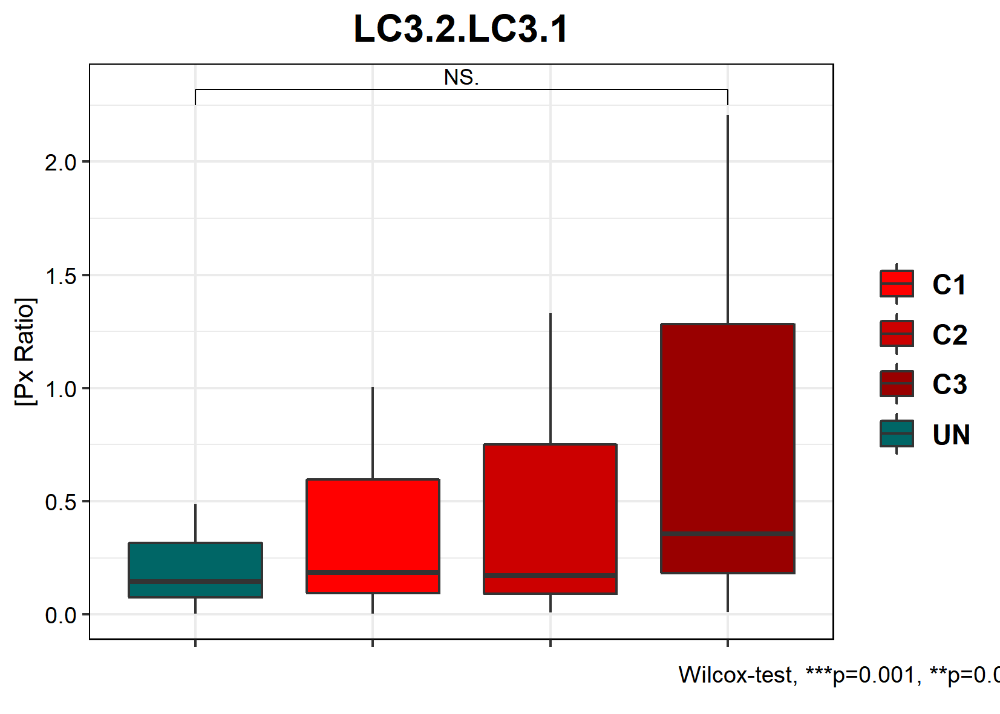 LC3.2.LC3.1
NS.
2.0
1.5
1.0
0.5
0.0
[Px Ratio]
C1
C2
C3
UN
Wilcox-test, ***p=0.001, **p=0.0